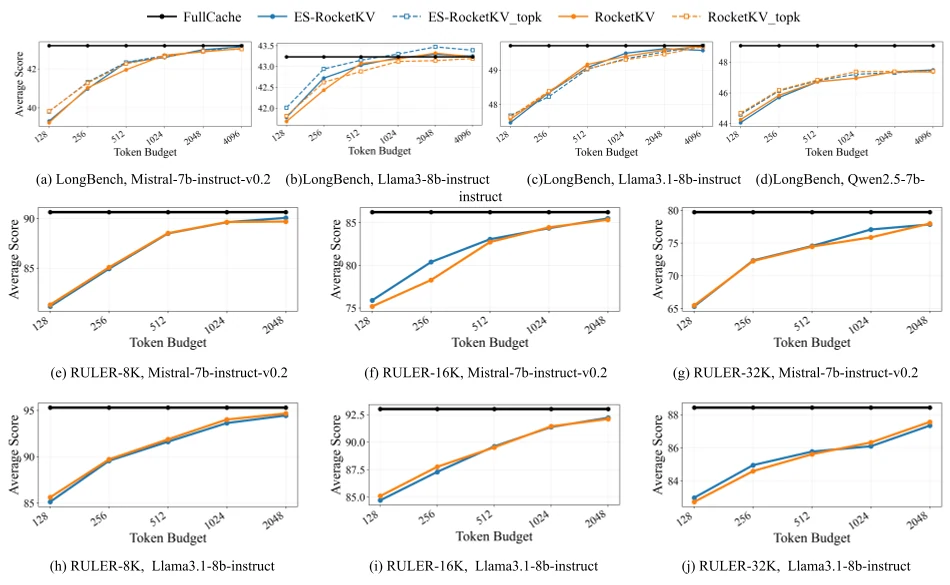 FullCache ES-RocketKV ES-RocketKV_topk RocketKV RocketKV_topk
Average Score
42
40
128 256 512 1024 2048 4096
Token Budget
43.5
43.0
42.5
42.0
128 256 512 1024 2048 4096
Token Budget
49
48
128 256 512 1024 2048 4096
Token Budget
48
46
44
128 256 512 1024 2048 4096
Token Budget
(a) LongBench, Mistral-7b-instruct-v0.2 (b)LongBench, Llama3-8b-instruct (c)LongBench, Llama3.1-8b-instruct (d)LongBench, Qwen2.5-7b-
instruct
Average Score
90
85
128 256 512 1024 2048
Token Budget
Average Score
85
80
75
128 256 512 1024 2048
Token Budget
Average Score
80
75
70
65
128 256 512 1024 2048
Token Budget
(e) RULER-8K, Mistral-7b-instruct-v0.2 (f) RULER-16K, Mistral-7b-instruct-v0.2 (g) RULER-32K, Mistral-7b-instruct-v0.2
Average Score
95
90
85
128 256 512 1024 2048
Token Budget
Average Score
92.5
90.0
87.5
85.0
128 256 512 1024 2048
Token Budget
Average Score
88
86
84
128 256 512 1024 2048
Token Budget
(h) RULER-8K, Llama3.1-8b-instruct (i) RULER-16K, Llama3.1-8b-instruct (j) RULER-32K, Llama3.1-8b-instruct